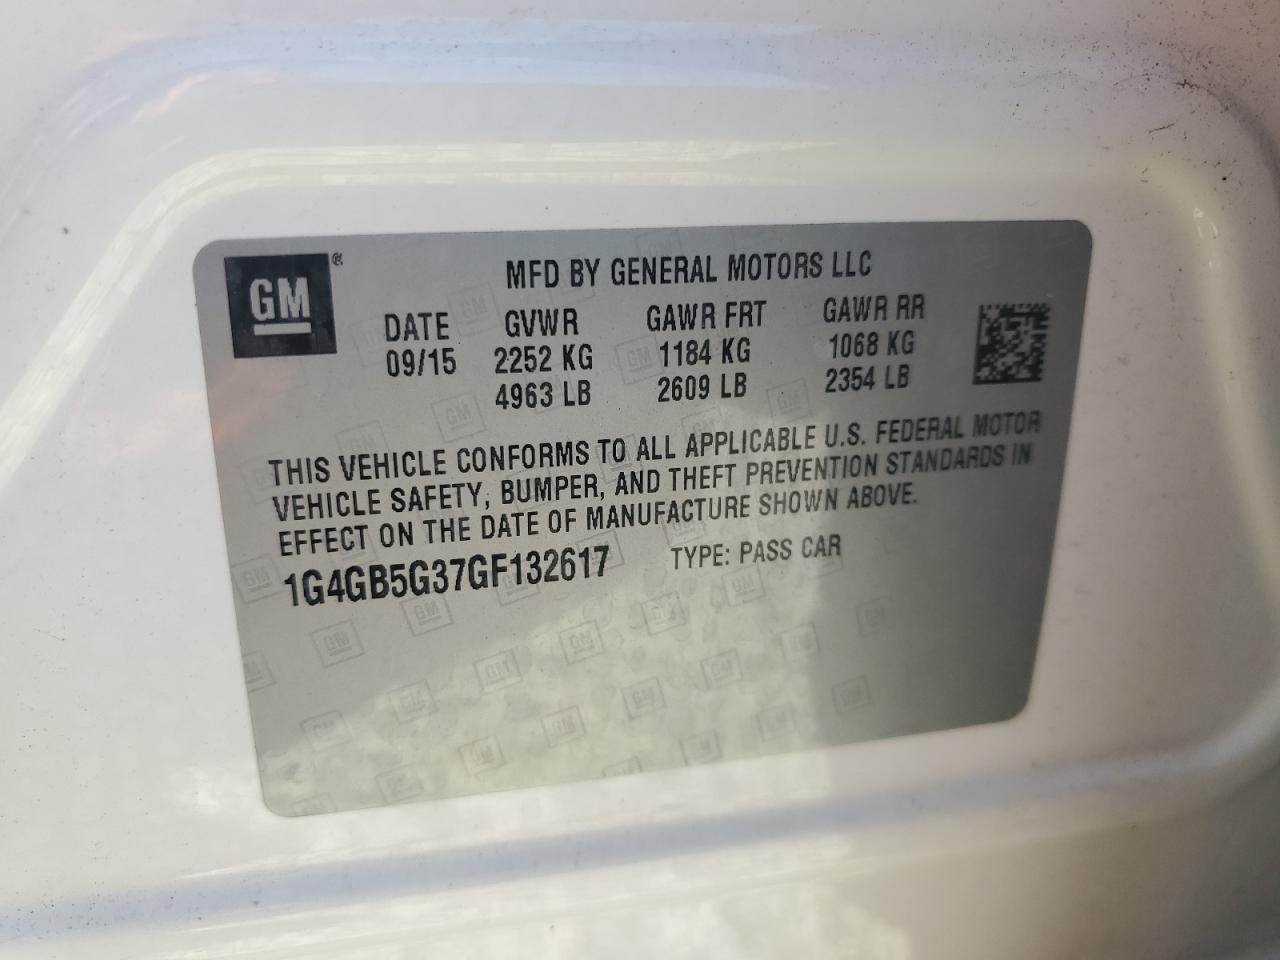 GM®
MFD BY GENERAL MOTORS LLC
DATE GVWR GAWR FRT GAWR RR
09/15 2252 KG 1184 KG 1068 KG
4963 LB 2609 LB 2354 LB
THIS VEHICLE CONFORMS TO ALL APPLICABLE U.S. FEDERAL MOTOR
VEHICLE SAFETY, BUMPER, AND THEFT PREVENTION STANDARDS IN
EFFECT ON THE DATE OF MANUFACTURE SHOWN ABOVE.
1G4GB5G37GF132617 TYPE: PASS CAR